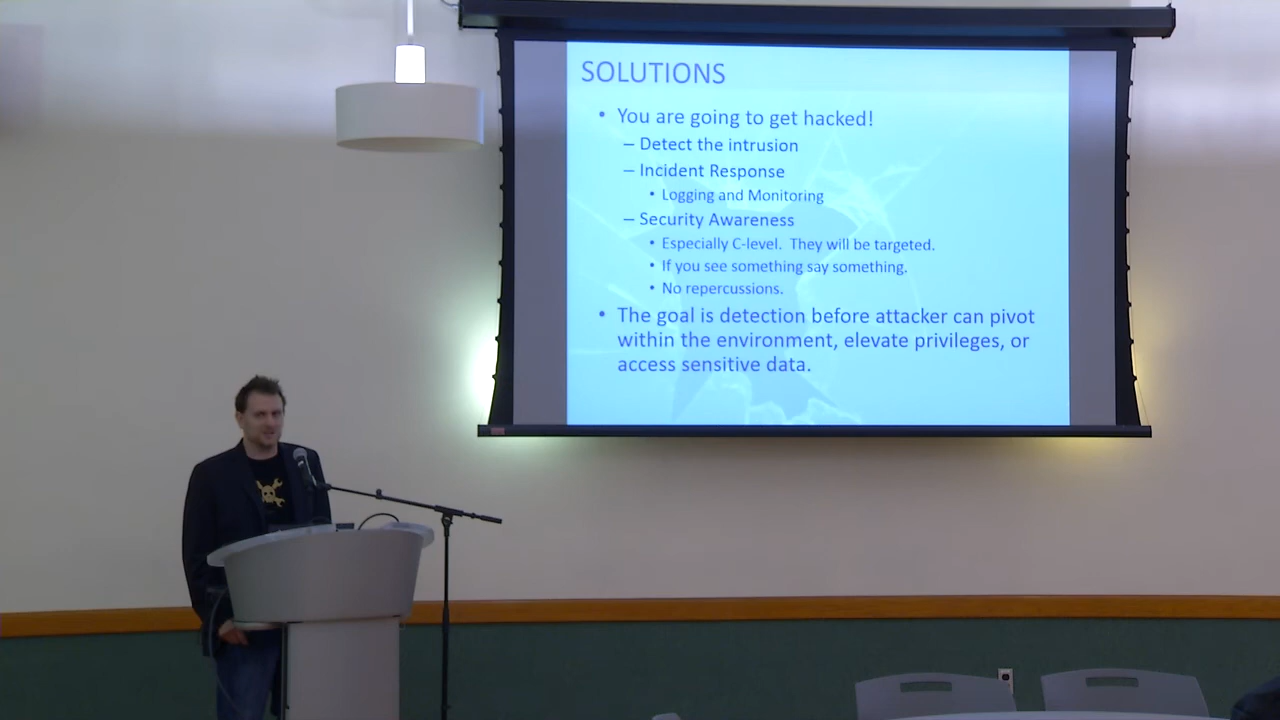 SOLUTIONS
• You are going to get hacked!
– Detect the intrusion
– Incident Response
• Logging and Monitoring
– Security Awareness
• Especially C-level. They will be targeted.
• If you see something say something.
• No repercussions.
• The goal is detection before attacker can pivot
within the environment, elevate privileges, or
access sensitive data.